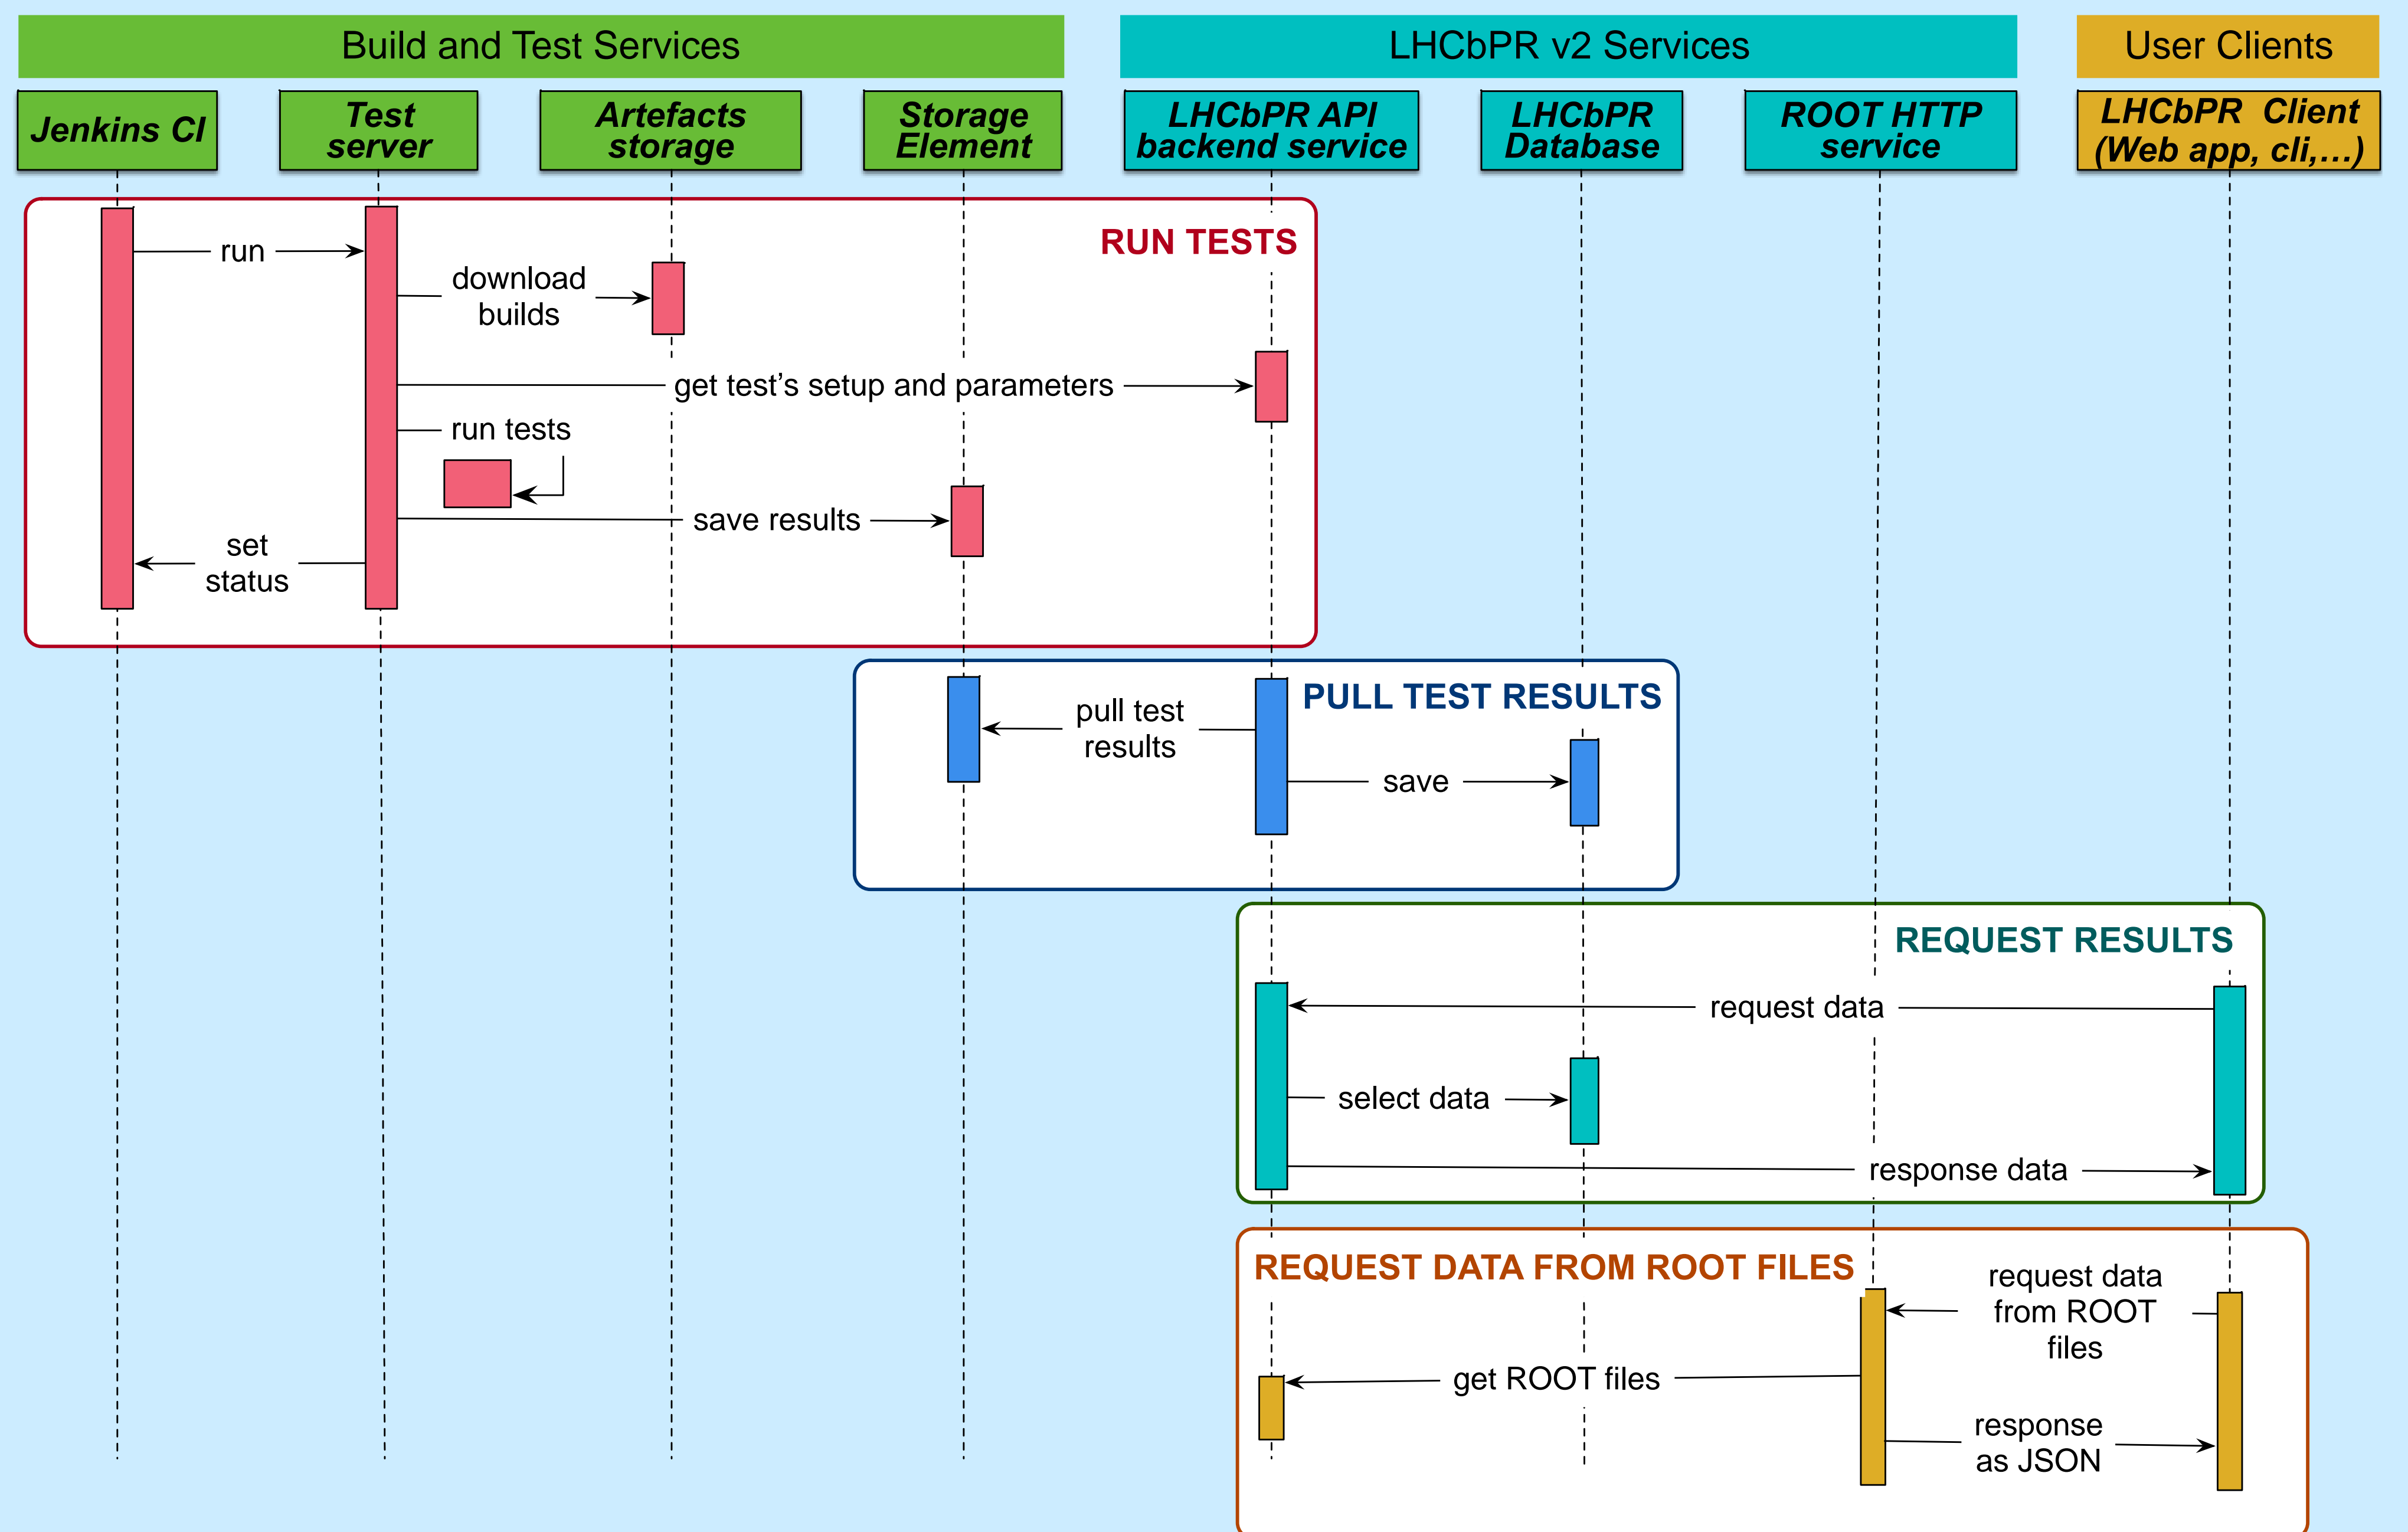 Build and Test Services
LHCbPR v2 Services
User Clients
Jenkins CI
Test
server
Artefacts
storage
Storage
Element
LHCbPR API
backend service
LHCbPR
Database
ROOT HTTP
service
LHCbPR Client
(Web app, cli,...)
RUN TESTS
run
download
builds
get test’s setup and parameters
run tests
save results
set
status
PULL TEST RESULTS
pull test
results
save
REQUEST RESULTS
request data
select data
response data
REQUEST DATA FROM ROOT FILES
request data
from ROOT
files
get ROOT files
response
as JSON